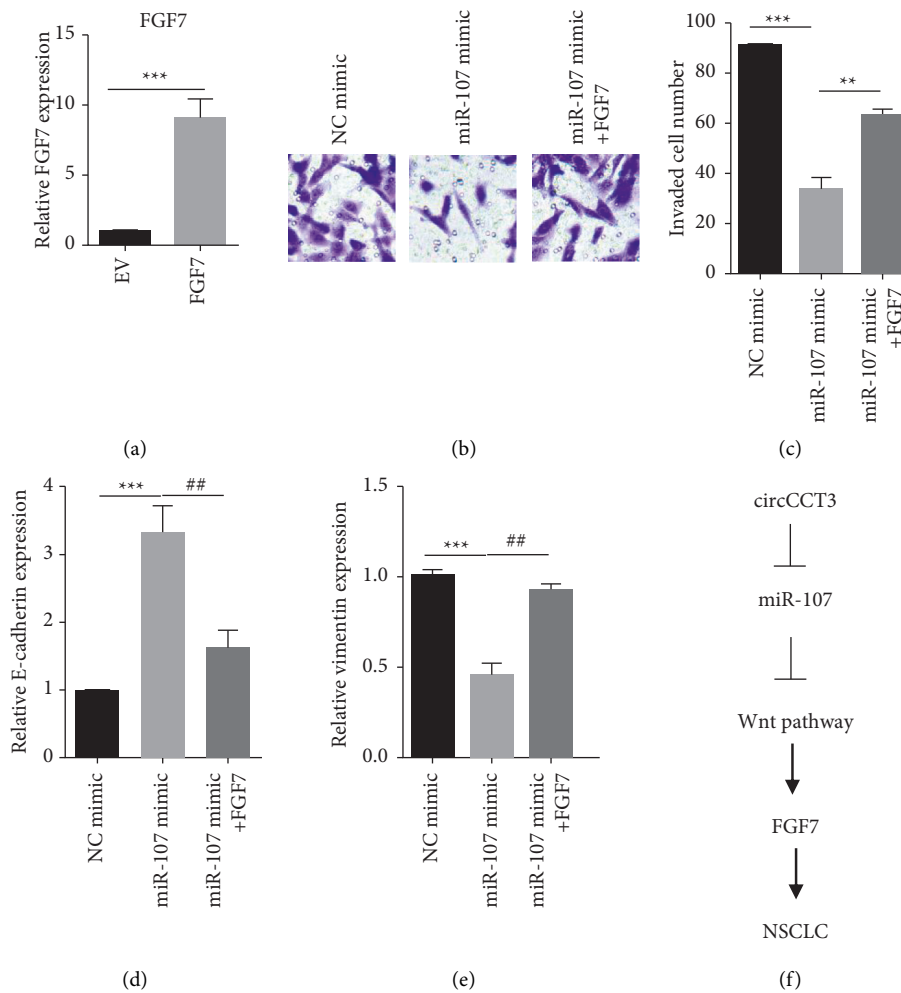 FGF7
Relative FGF7 expression
15
10
5
0
***
EV
FGF7
(a)
NC mimic
miR-107 mimic
miR-107 mimic
+FGF7
(b)
Invaded cell number
100
80
60
40
20
0
***
**
NC mimic
miR-107 mimic
miR-107 mimic
+FGF7
(c)
Relative E-cadherin expression
4
3
2
1
0
***
##
NC mimic
miR-107 mimic
miR-107 mimic
+FGF7
(d)
Relative vimentin expression
1.5
1.0
0.5
0.0
***
##
NC mimic
miR-107 mimic
miR-107 mimic
+FGF7
(e)
circCCT3
miR-107
Wnt pathway
FGF7
NSCLC
(f)